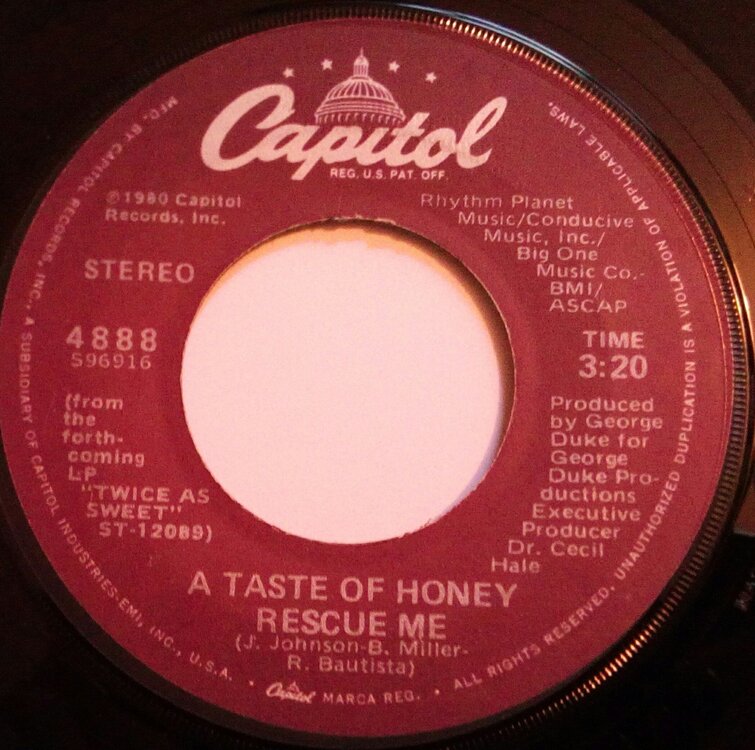 Capitol
REG. U.S. PAT. OFF.
℗1980 Capitol
Records, Inc.
STEREO
4888
S96916
(from
the
forth-
coming
LP
"TWICE AS
SWEET"
ST-12089)
Rhythm Planet
Music/Conducive
Music, Inc./
Big One
Music Co.-
BMI/
ASCAP
TIME
3:20
Produced
by George
Duke for
George
Duke Pro-
ductions
Executive
Producer
Dr. Cecil
Hale
A TASTE OF HONEY
RESCUE ME
(J. Johnson-B. Miller-
R. Bautista)
MFG. BY CAPITOL RECORDS, INC., A SUBSIDIARY OF CAPITOL INDUSTRIES-EMI, INC., U.S.A. • Capitol MARCA REG. • ALL RIGHTS RESERVED. UNAUTHORIZED DUPLICATION IS A VIOLATION OF APPLICABLE LAWS.